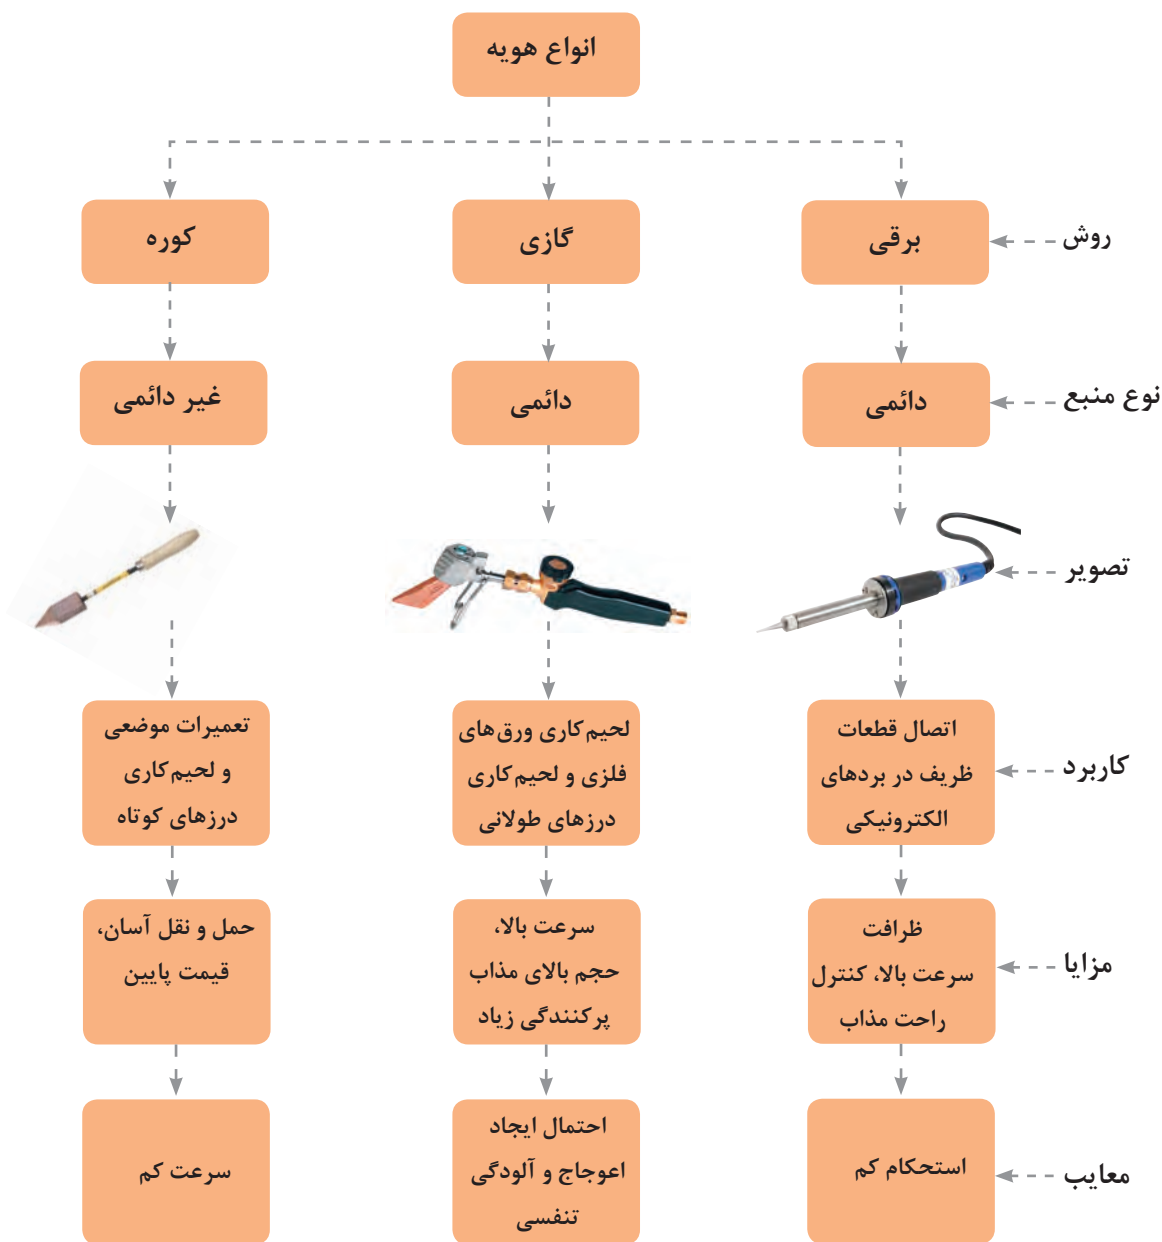 انواع هویه
روش
برقی
گازی
کوره
نوع منبع
دائمی
دائمی
غیر دائمی
تصویر
کاربرد
اتصال قطعات
ظریف در بردهای
الکترونیکی
لحیم‌کاری ورق‌های
فلزی و لحیم‌کاری
درزهای طولانی
تعمیرات موضعی
و لحیم‌کاری
درزهای کوتاه
مزایا
ظرافت
سرعت بالا، کنترل
راحت مذاب
سرعت بالا،
حجم بالای مذاب
پرکنندگی زیاد
حمل و نقل آسان،
قیمت پایین
معایب
استحکام کم
احتمال ایجاد
اعوجاج و آلودگی
تنفسی
سرعت کم